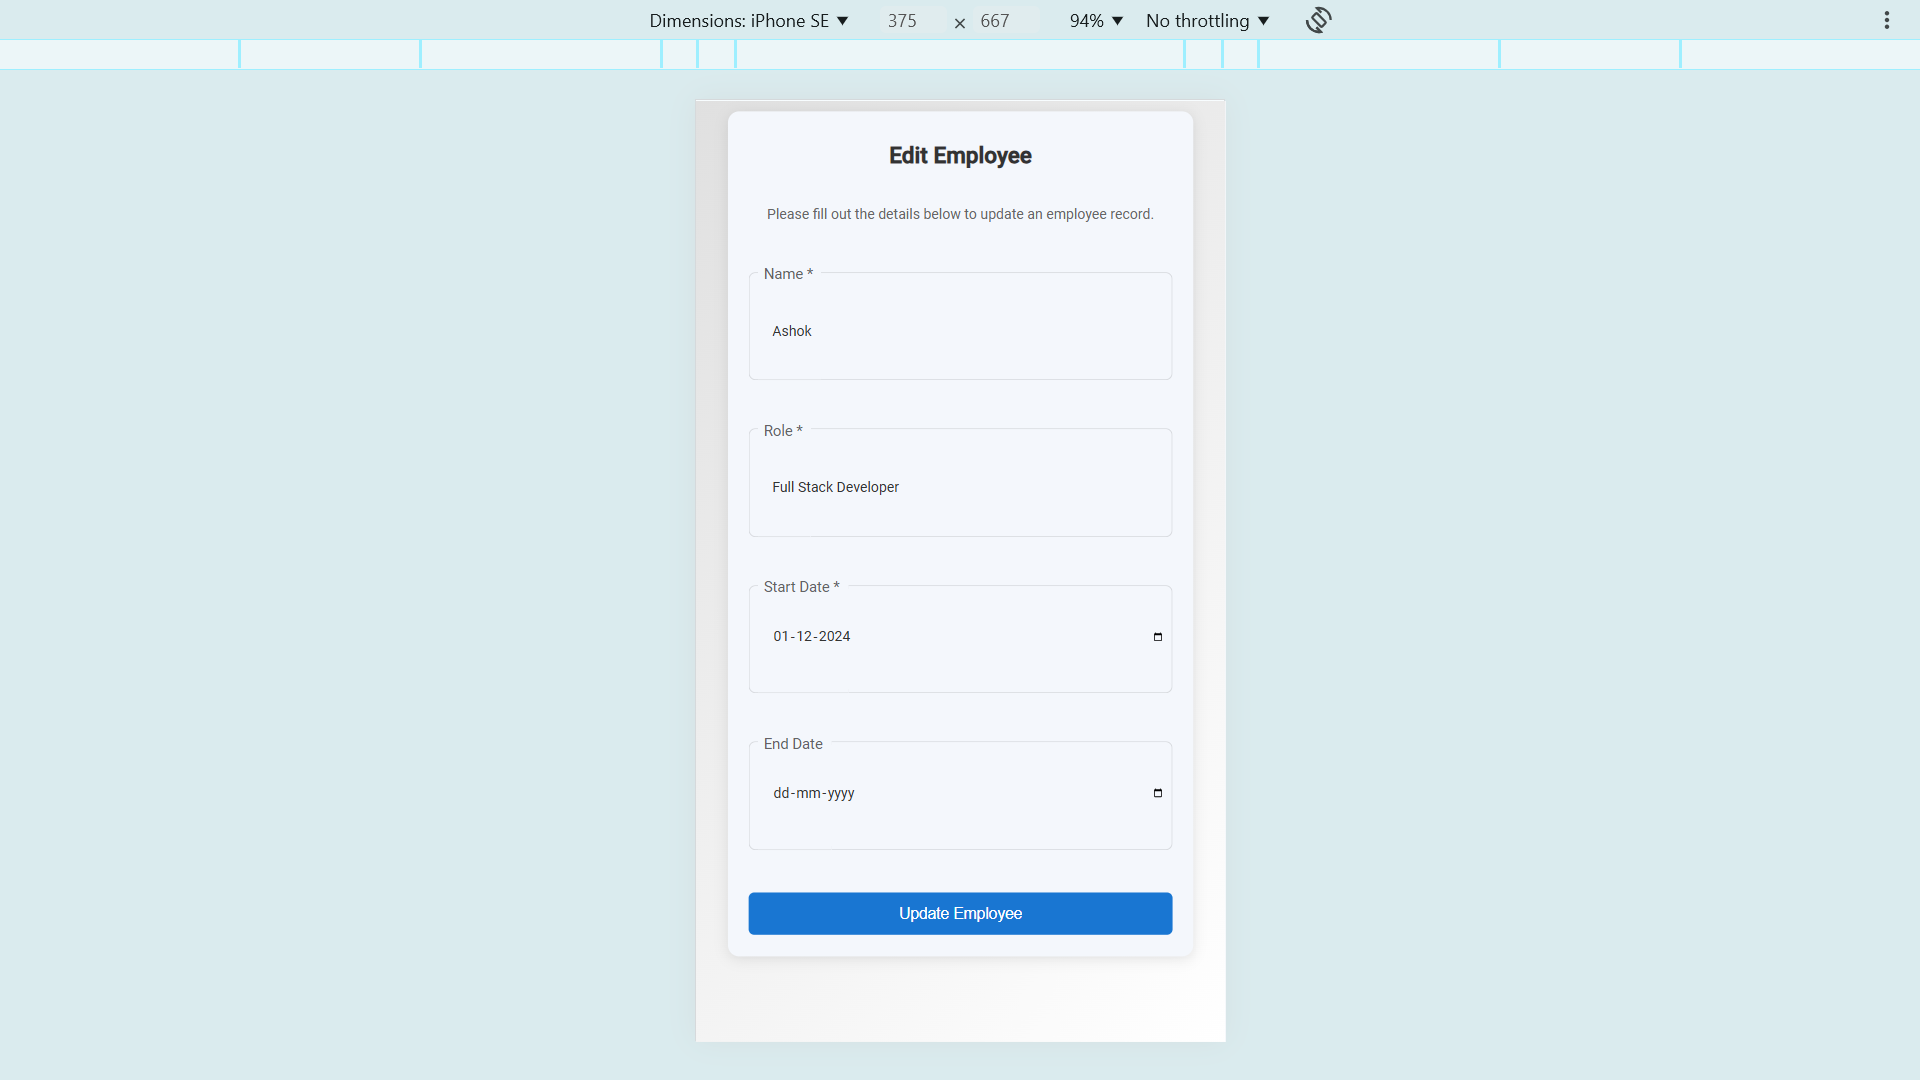 Dimensions: iPhone SE ▼ 375 × 667 94% ▼ No throttling ▼
Edit Employee
Please fill out the details below to update an employee record.
Name *
Ashok
Role *
Full Stack Developer
Start Date *
01-12-2024
End Date
dd-mm-yyyy
Update Employee